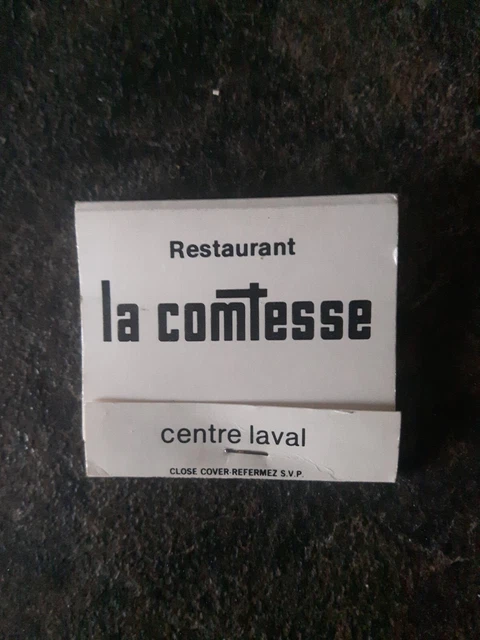 Restaurant
la comtesse
centre laval
CLOSE COVER-REFERMEZ S.V.P.